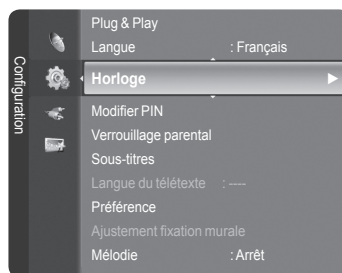 Configuration
Plug & Play
Langue : Français
Horloge
Modifier PIN
Verrouillage parental
Sous-titres
Langue du télétexte : ----
Préférence
Ajustement fixation murale
Mélodie : Arrêt